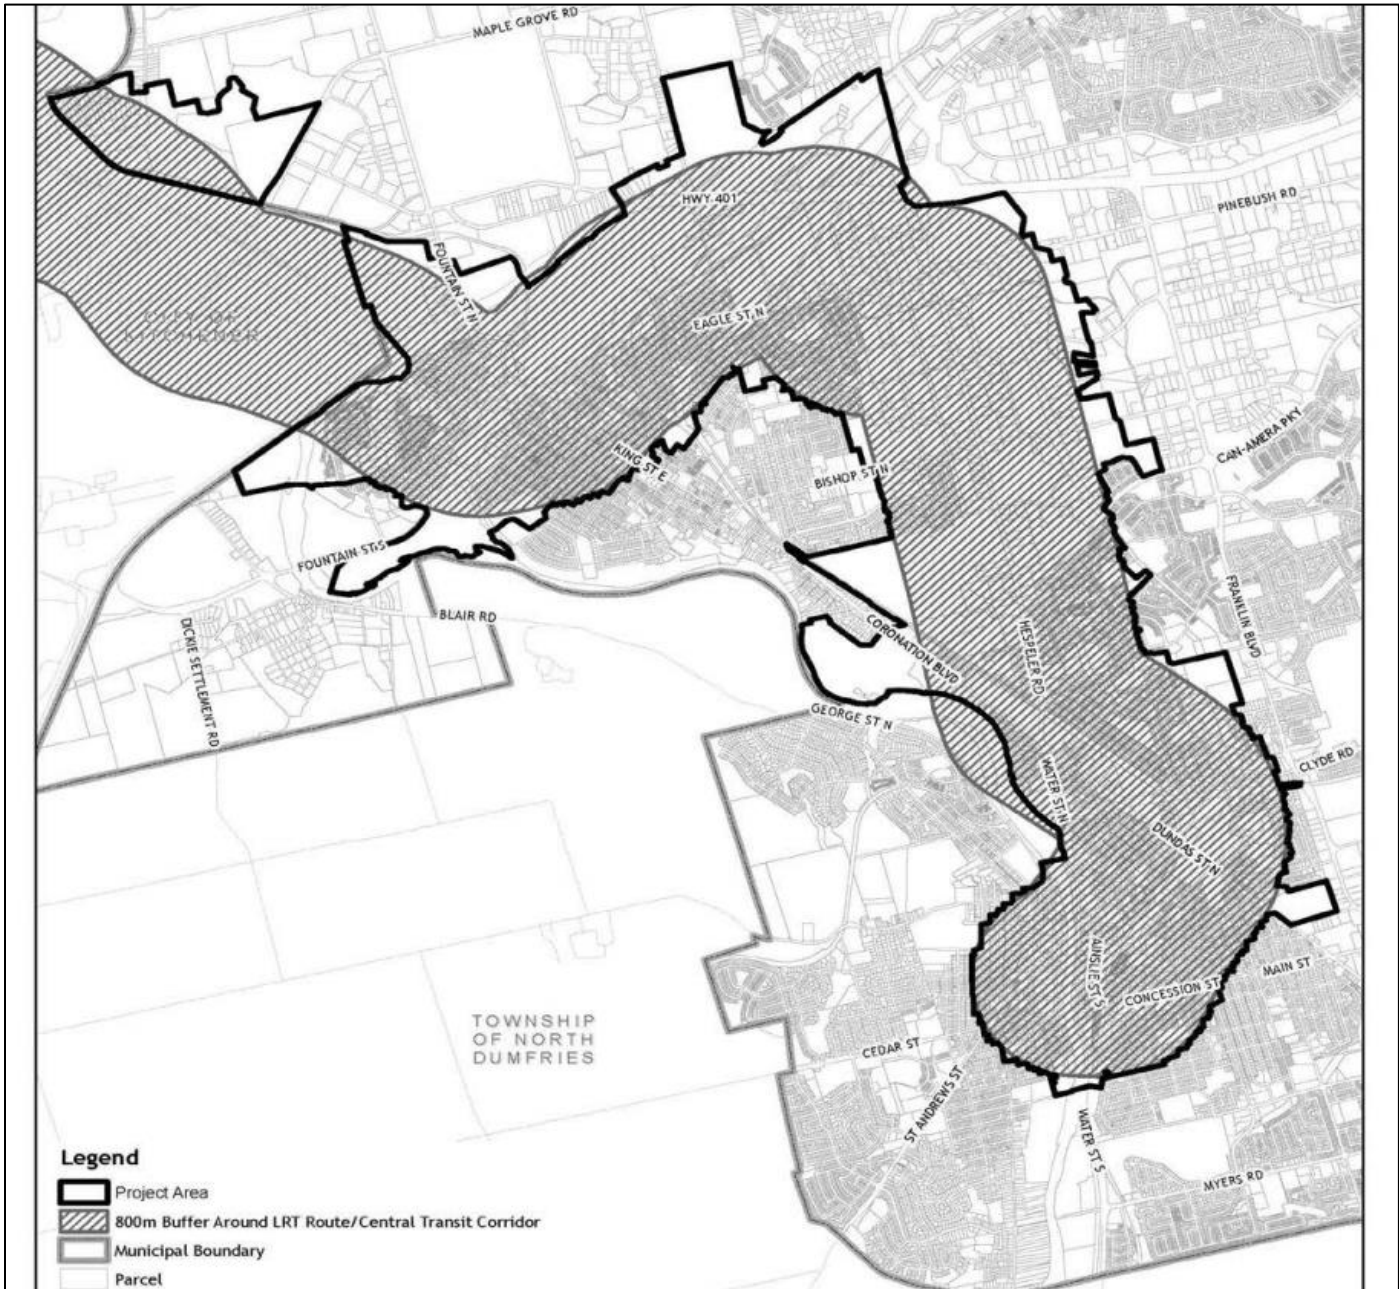 MAPLE GROVE RD
HWY 401
PINEBUSH RD
FOUNTAIN ST N
EAGLE ST N
CITY OF
KITCHENER
KING ST E
BISHOP ST N
CAN-AMERA PKY
FOUNTAIN ST S
BLAIR RD
DICKIE SETTLEMENT RD
CORONATION BLVD
HESPELER RD
FRANKLIN BLVD
GEORGE ST N
WATER ST N
CLYDE RD
DUNDAS ST N
AINSLIE ST S
CONCESSION ST
MAIN ST
TOWNSHIP
OF NORTH
DUMFRIES
CEDAR ST
ST ANDREWS ST
WATER ST S
MYERS RD
Legend
Project Area
800m Buffer Around LRT Route/Central Transit Corridor
Municipal Boundary
Parcel